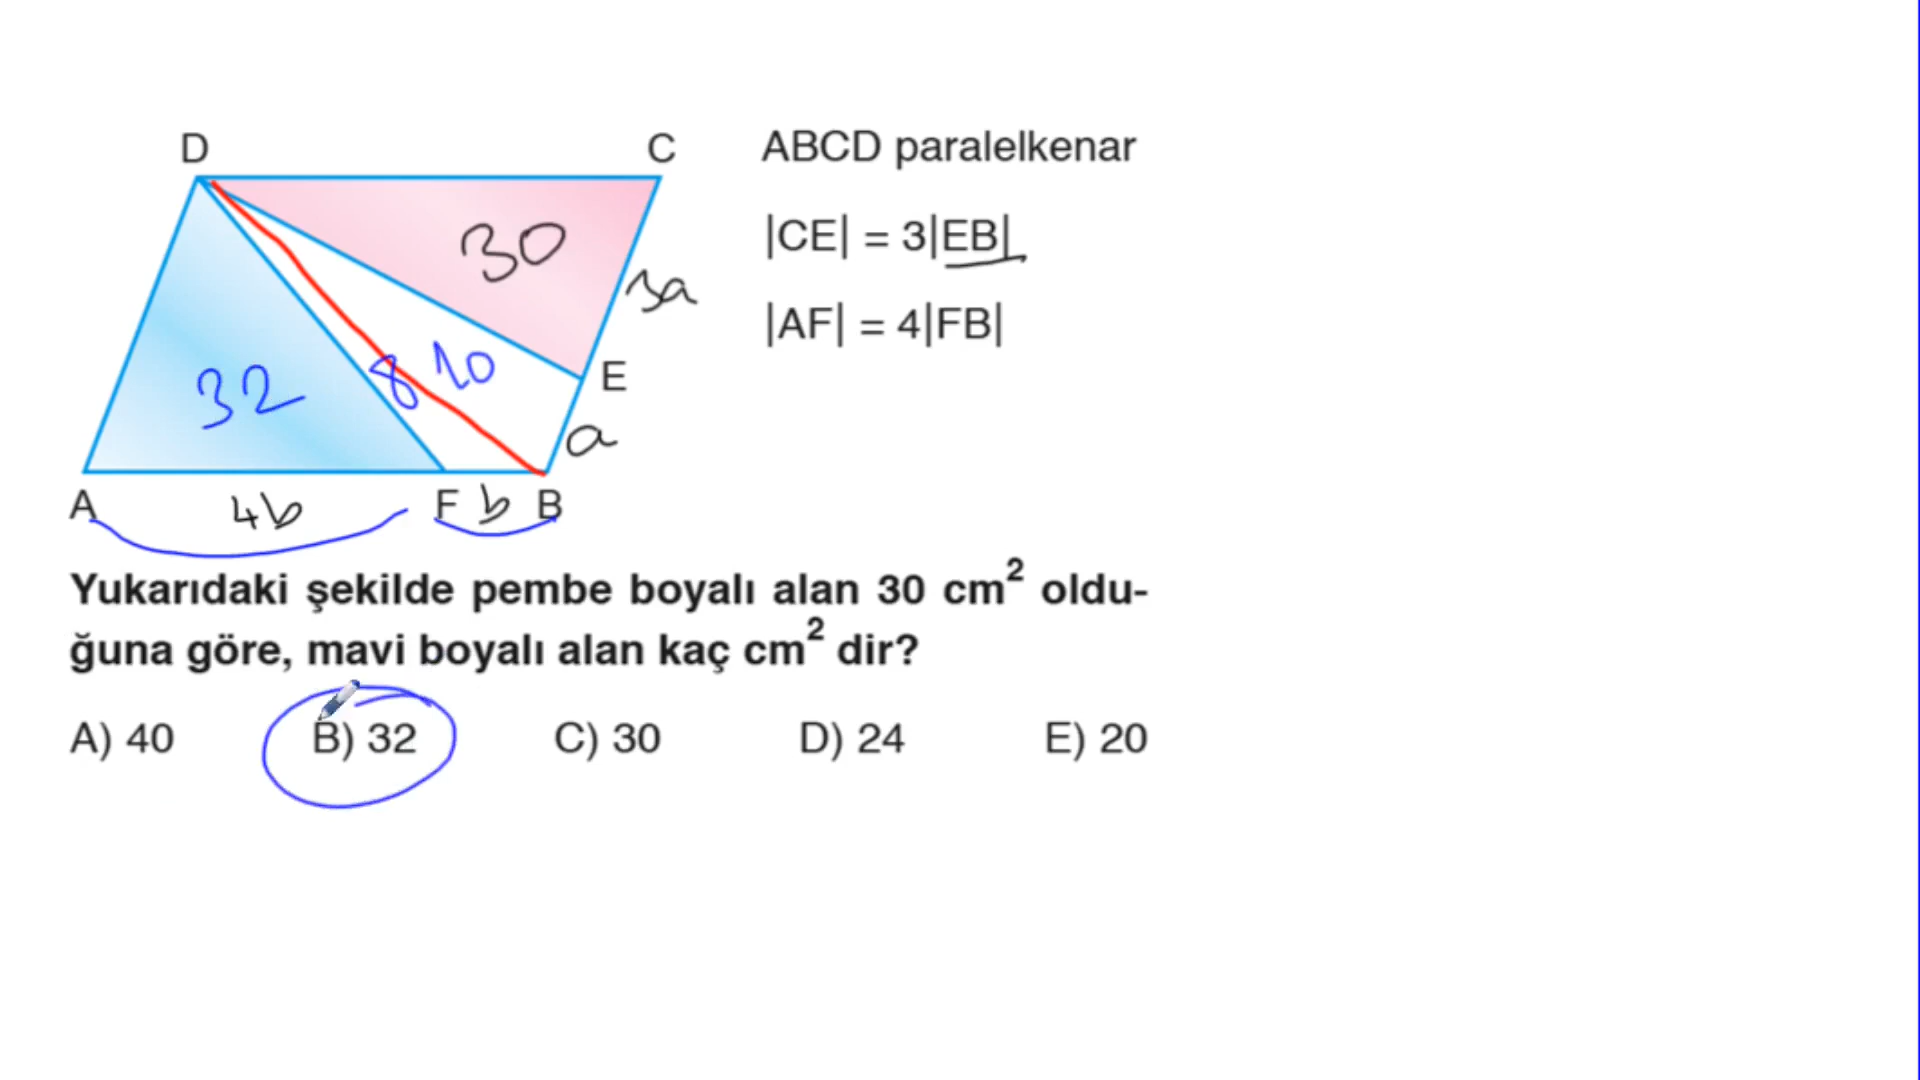 D
C
ABCD paralelkenar
30
|CE| = 3|EB|
3a
|AF| = 4|FB|
32
8
10
E
a
A
4b
F
b
B
Yukarıdaki şekilde pembe boyalı alan 30 cm² oldu-
ğuna göre, mavi boyalı alan kaç cm² dir?
A) 40 B) 32 C) 30 D) 24 E) 20